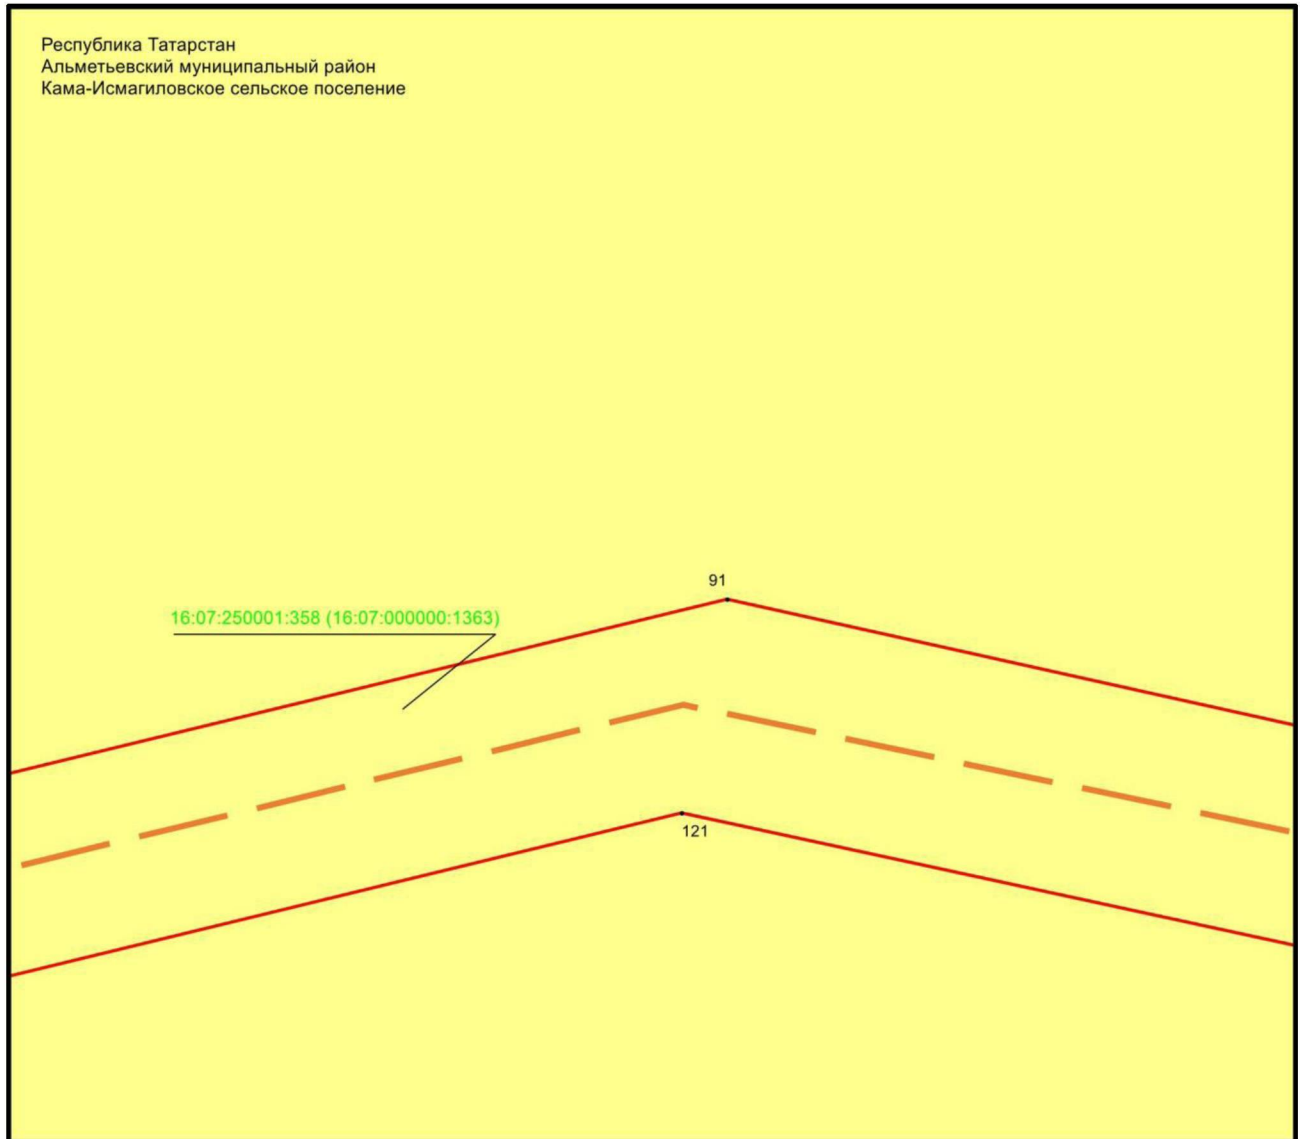 Республика Татарстан
Альметьевский муниципальный район
Кама-Исмагиловское сельское поселение
91
16:07:250001:358 (16:07:000000:1363)
121